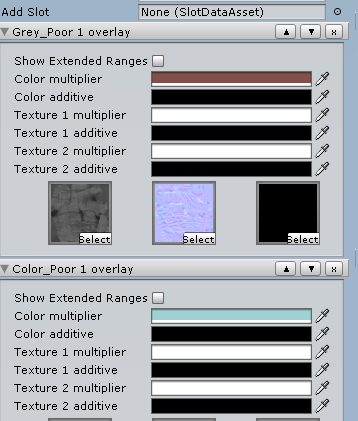 Add Slot None (SlotDataAsset)
Grey_Poor 1 overlay x
Show Extended Ranges
Color multiplier
Color additive
Texture 1 multiplier
Texture 1 additive
Texture 2 multiplier
Texture 2 additive
Select Select Select
Color_Poor 1 overlay x
Show Extended Ranges
Color multiplier
Color additive
Texture 1 multiplier
Texture 1 additive
Texture 2 multiplier
Texture 2 additive